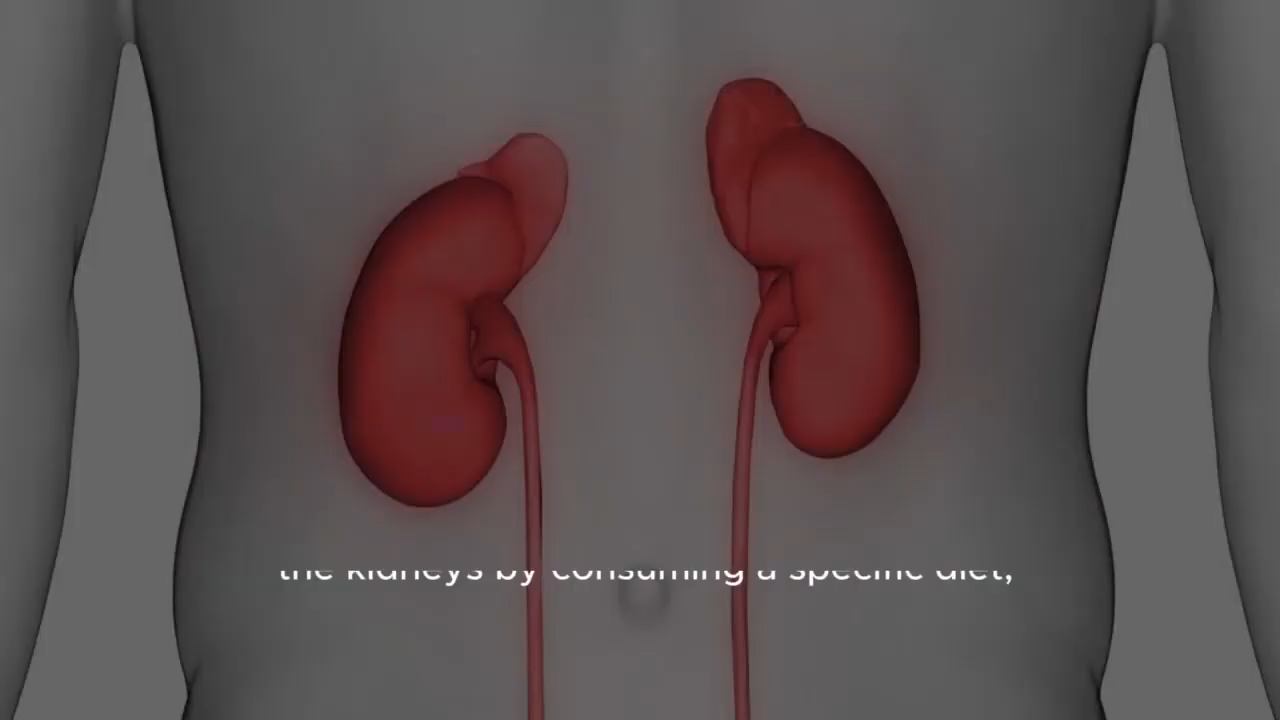 the kidneys by consuming a specific diet,